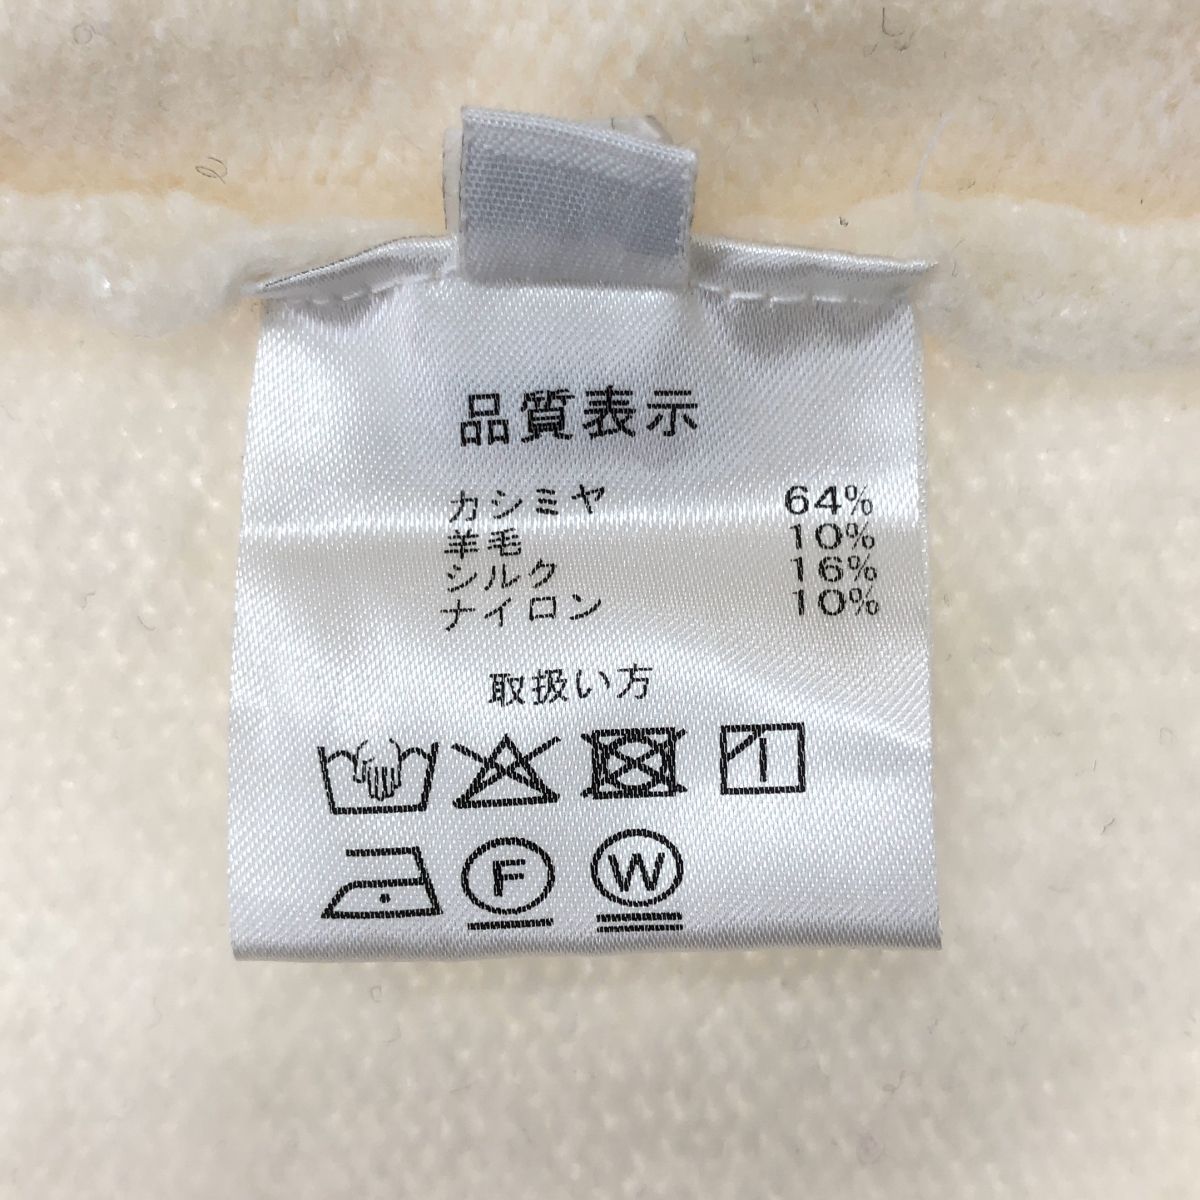 品質表示
カシミヤ 64%
羊毛 10%
シルク 16%
ナイロン 10%
取扱い方
F W